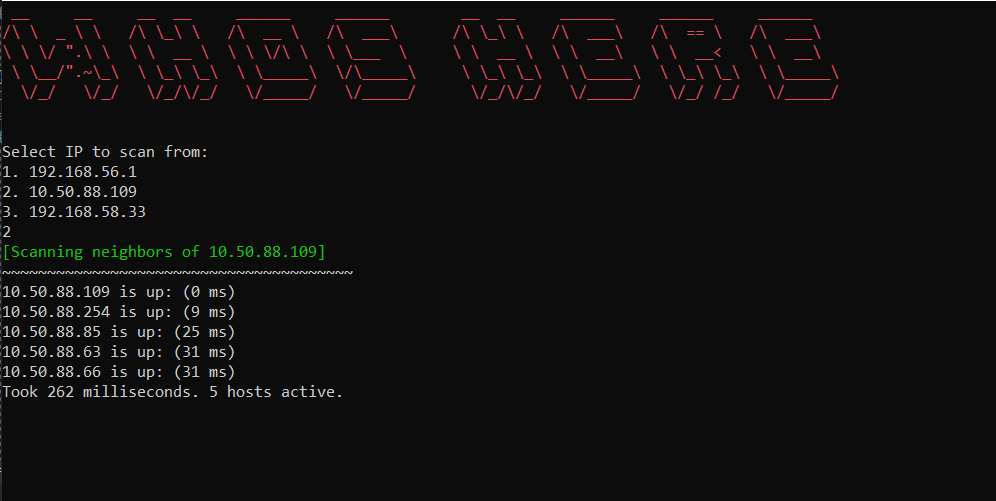 WHOS HERE
Select IP to scan from:
1. 192.168.56.1
2. 10.50.88.109
3. 192.168.58.33
2
[Scanning neighbors of 10.50.88.109]
~~~~~~~~~~~~~~~~~~~~~~~~~~~~~~~~~~~~~~~
10.50.88.109 is up: (0 ms)
10.50.88.254 is up: (9 ms)
10.50.88.85 is up: (25 ms)
10.50.88.63 is up: (31 ms)
10.50.88.66 is up: (31 ms)
Took 262 milliseconds. 5 hosts active.